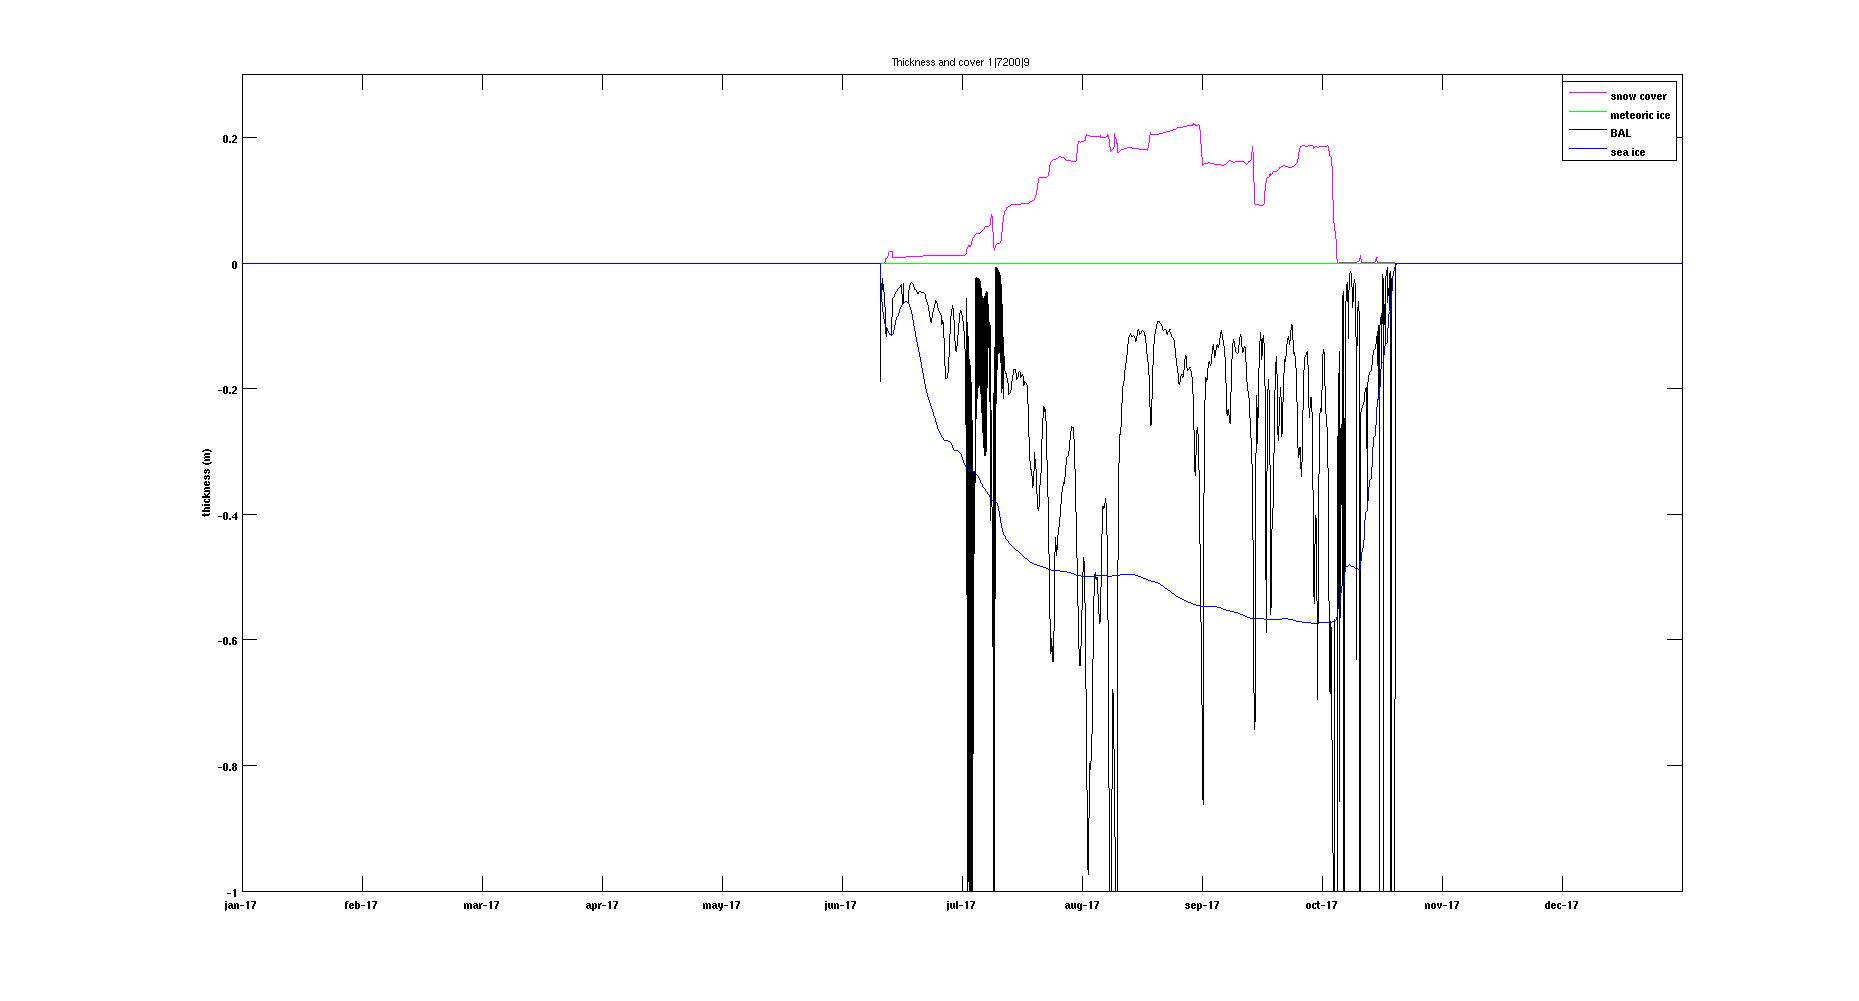 Thickness and cover 1|7200|9
snow cover
meteoric ice
BAL
sea ice
thickness (m)
0.2
0
-0.2
-0.4
-0.6
-0.8
-1
jan-17 feb-17 mar-17 apr-17 may-17 jun-17 jul-17 aug-17 sep-17 oct-17 nov-17 dec-17